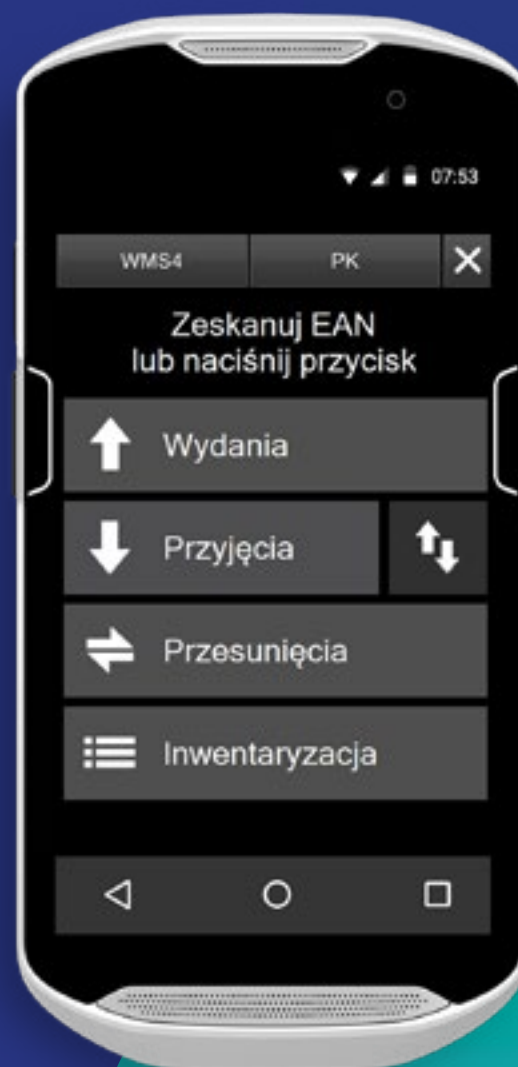 07:53
WMS4 PK
Zeskanuj EAN
lub naciśnij przycisk
Wydania
Przyjęcia
Przesunięcia
Inwentaryzacja